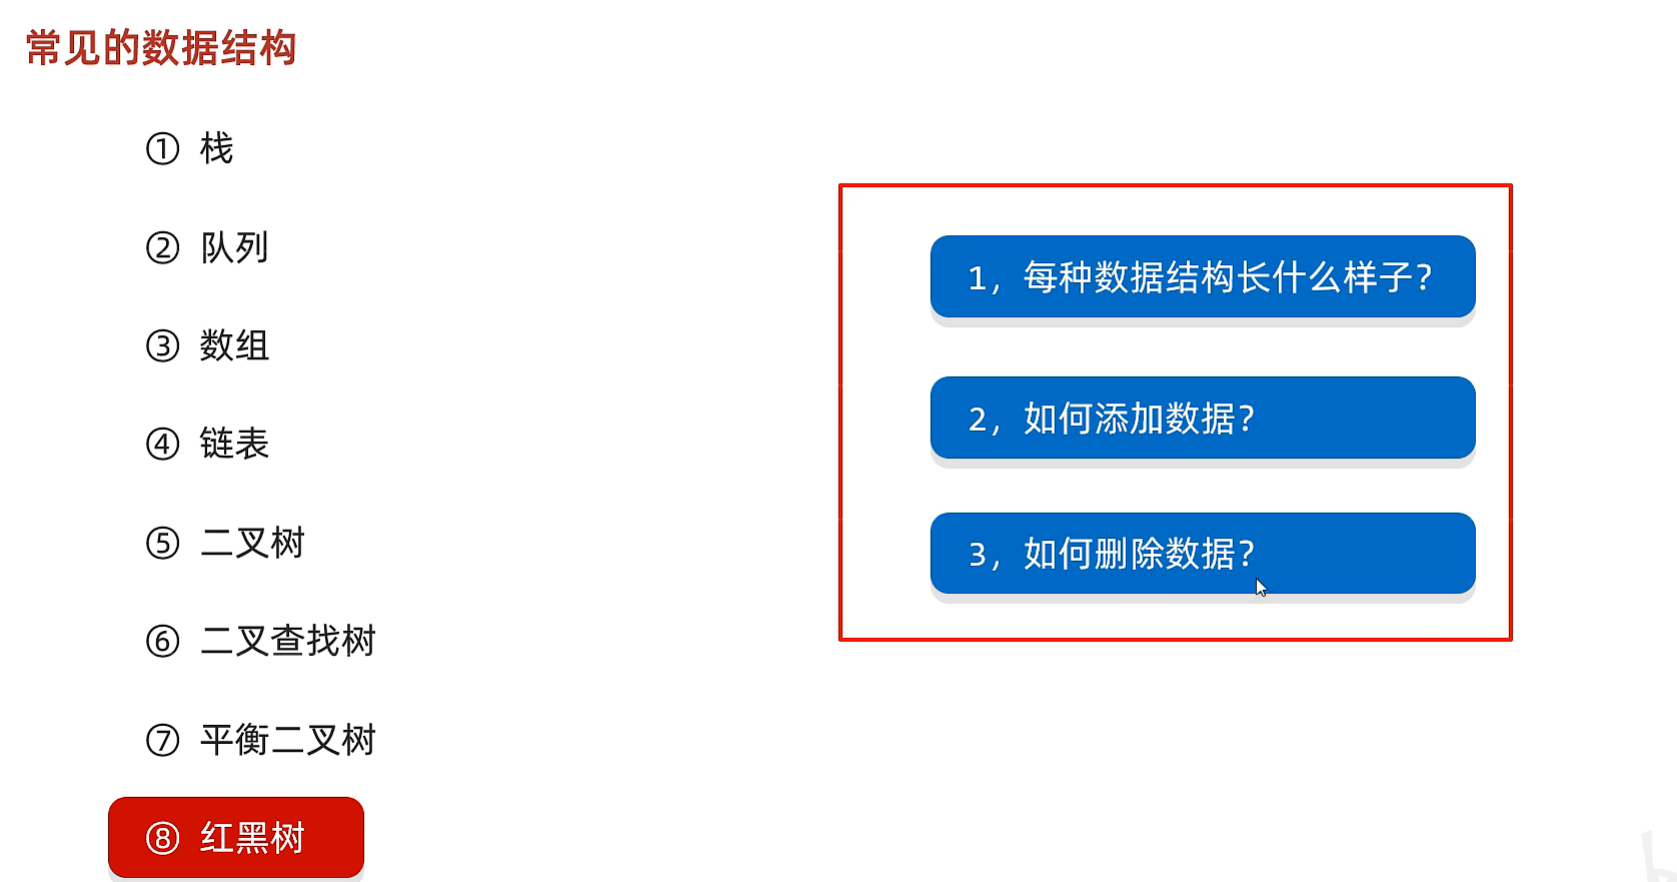 常见的数据结构
① 栈
② 队列
③ 数组
④ 链表
⑤ 二叉树
⑥ 二叉查找树
⑦ 平衡二叉树
⑧ 红黑树
1，每种数据结构长什么样子?
2，如何添加数据?
3，如何删除数据?